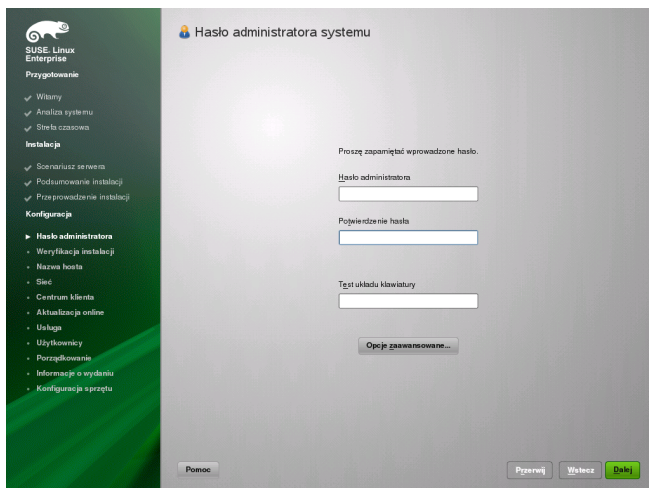 SUSE. Linux
Enterprise
Przygotowanie
Witamy
Analiza systemu
Strefa czasowa
Instalacja
Scenariusz serwera
Podsumowanie instalacji
Przeprowadzenie instalacji
Konfiguracja
Hasło administratora
Weryfikacja instalacji
Nazwa hosta
Sieć
Centrum klienta
Aktualizacja online
Usługa
Użytkownicy
Porządkowanie
Informacje o wydaniu
Konfiguracja sprzętu
Hasło administratora systemu
Proszę zapamiętać wprowadzone hasło.
Hasło administratora
Potwierdzenie hasła
Test układu klawiatury
Opcje zaawansowane...
Pomoc
Przerwij
Wstecz
Dalej